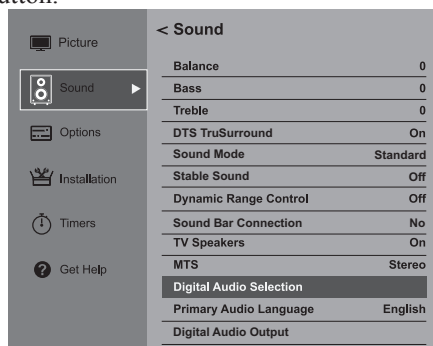 Picture
Sound
Options
Installation
Timers
Get Help
< Sound
Balance 0
Bass 0
Treble 0
DTS TruSurround On
Sound Mode Standard
Stable Sound Off
Dynamic Range Control Off
Sound Bar Connection No
TV Speakers On
MTS Stereo
Digital Audio Selection
Primary Audio Language English
Digital Audio Output